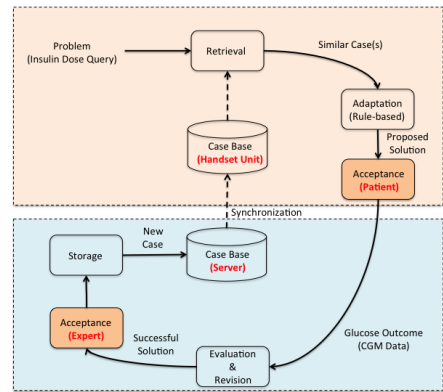 Problem
(Insulin Dose Query)
Retrieval
Similar Case(s)
Adaptation
(Rule-based)
Case Base
(Handset Unit)
Proposed
Solution
Acceptance
(Patient)
Synchronization
New
Case
Storage
Case Base
(Server)
Acceptance
(Expert)
Successful
Solution
Evaluation
&
Revision
Glucose Outcome
(CGM Data)